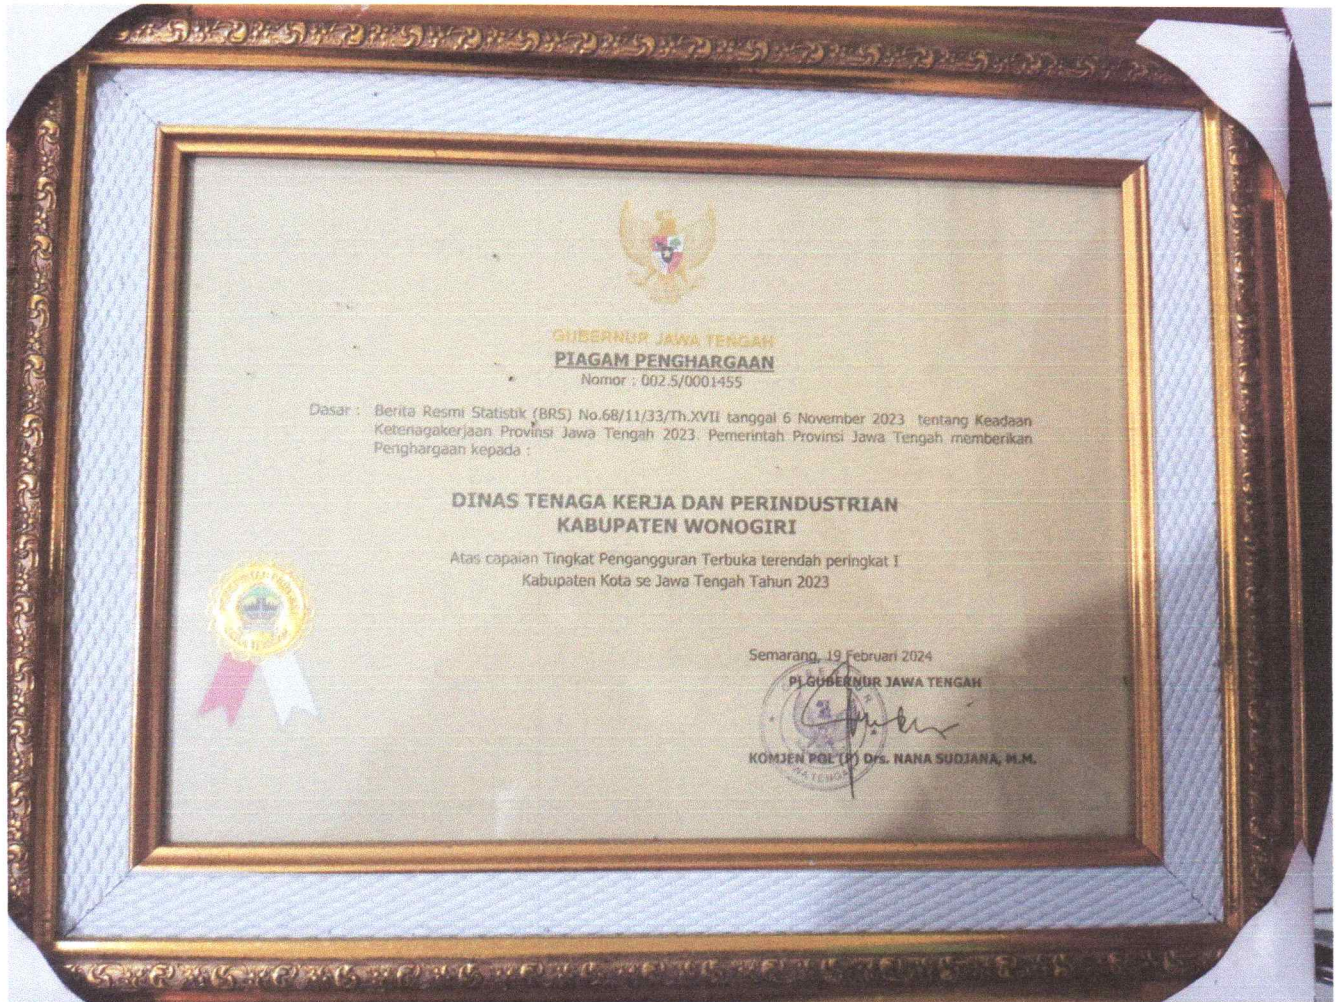 GUBERNUR JAWA TENGAH
PIAGAM PENGHARGAAN
Nomor : 002.5/0001455
Dasar : Berita Resmi Statistik (BRS) No.68/11/33/Th.XVII tanggal 6 November 2023 tentang Keadaan
Ketenagakerjaan Provinsi Jawa Tengah 2023. Pemerintah Provinsi Jawa Tengah memberikan
Penghargaan kepada :
DINAS TENAGA KERJA DAN PERINDUSTRIAN
KABUPATEN WONOGIRI
Atas capaian Tingkat Pengangguran Terbuka terendah peringkat I
Kabupaten Kota se Jawa Tengah Tahun 2023
Semarang, 19 Februari 2024
Pj.GUBERNUR JAWA TENGAH
KOMJEN POL (P) Drs. NANA SUDJANA, M.M.